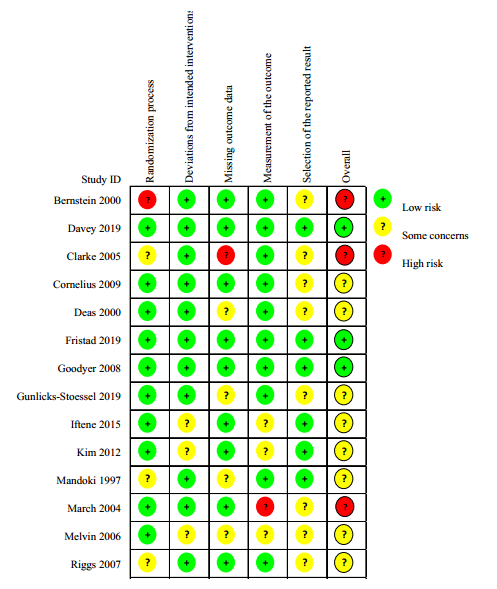 Study ID
Randomization process
Deviations from intended interventions
Missing outcome data
Measurement of the outcome
Selection of the reported result
Overall
Bernstein 2000 ? + + + ? ?
Davey 2019 + + + + + +
Clarke 2005 ? + ? + ? ?
Cornelius 2009 + + + + ? ?
Deas 2000 + + ? + ? ?
Fristad 2019 + + + + + +
Goodyer 2008 + + + + + +
Gunlicks-Stoessel 2019 + + ? + ? ?
Iftene 2015 + ? + ? + ?
Kim 2012 + ? + ? + ?
Mandoki 1997 ? + ? + + ?
March 2004 + + + ? ? ?
Melvin 2006 + ? ? ? ? ?
Riggs 2007 ? + + + ? ?
+ Low risk
? Some concerns
? High risk